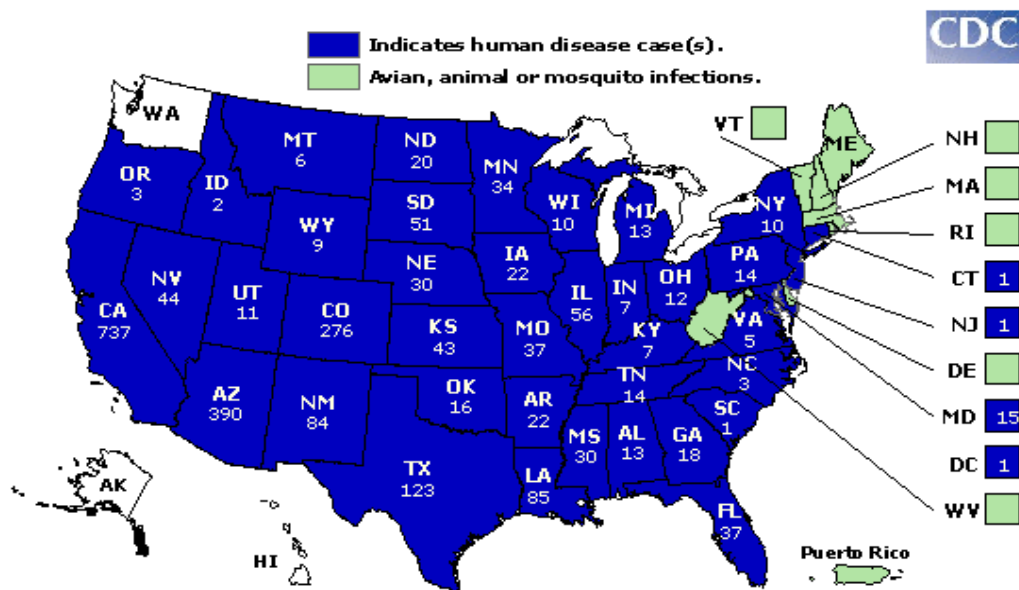 Indicates human disease case(s).
Avian, animal or mosquito infections.
CDC
WA
MT
6
ND
20
MN
34
VT
ME
NH
OR
3
ID
2
WY
9
SD
51
WI
10
MI
13
NY
10
MA
RI
NV
44
UT
11
CO
276
NE
30
IA
22
IL
56
IN
7
OH
12
PA
14
CT
1
CA
737
KS
43
MO
37
KY
7
VA
5
NJ
1
AZ
390
NM
84
OK
16
AR
22
TN
14
NC
3
DE
MS
30
AL
13
GA
18
SC
1
MD
15
AK
TX
123
LA
85
DC
1
FL
37
WV
HI
Puerto Rico